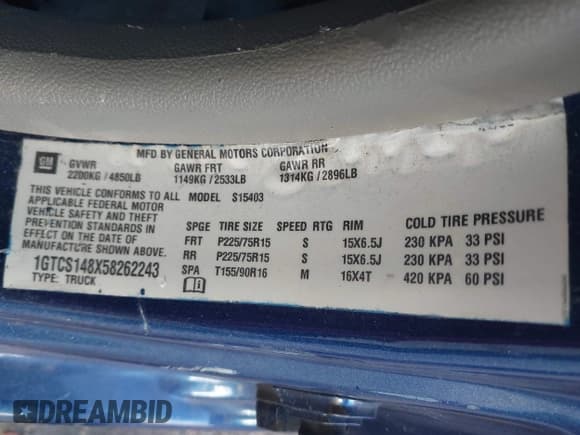 MFD BY GENERAL MOTORS CORPORATION
GM
GVWR GAWR FRT GAWR RR
2200KG / 4850LB 1149KG / 2533LB 1314KG / 2896LB
THIS VEHICLE CONFORMS TO ALL MODEL S15403
APPLICABLE FEDERAL MOTOR
VEHICLE SAFETY AND THEFT
PREVENTION STANDARDS IN
EFFECT ON THE DATE OF
MANUFACTURE SHOWN ABOVE.
1GTCS148X58262243
TYPE: TRUCK
SPGE TIRE SIZE SPEED RTG RIM COLD TIRE PRESSURE
FRT P225/75R15 S 15X6.5J 230 KPA 33 PSI
RR P225/75R15 S 15X6.5J 230 KPA 33 PSI
SPA T155/90R16 M 16X4T 420 KPA 60 PSI
DREAMBID